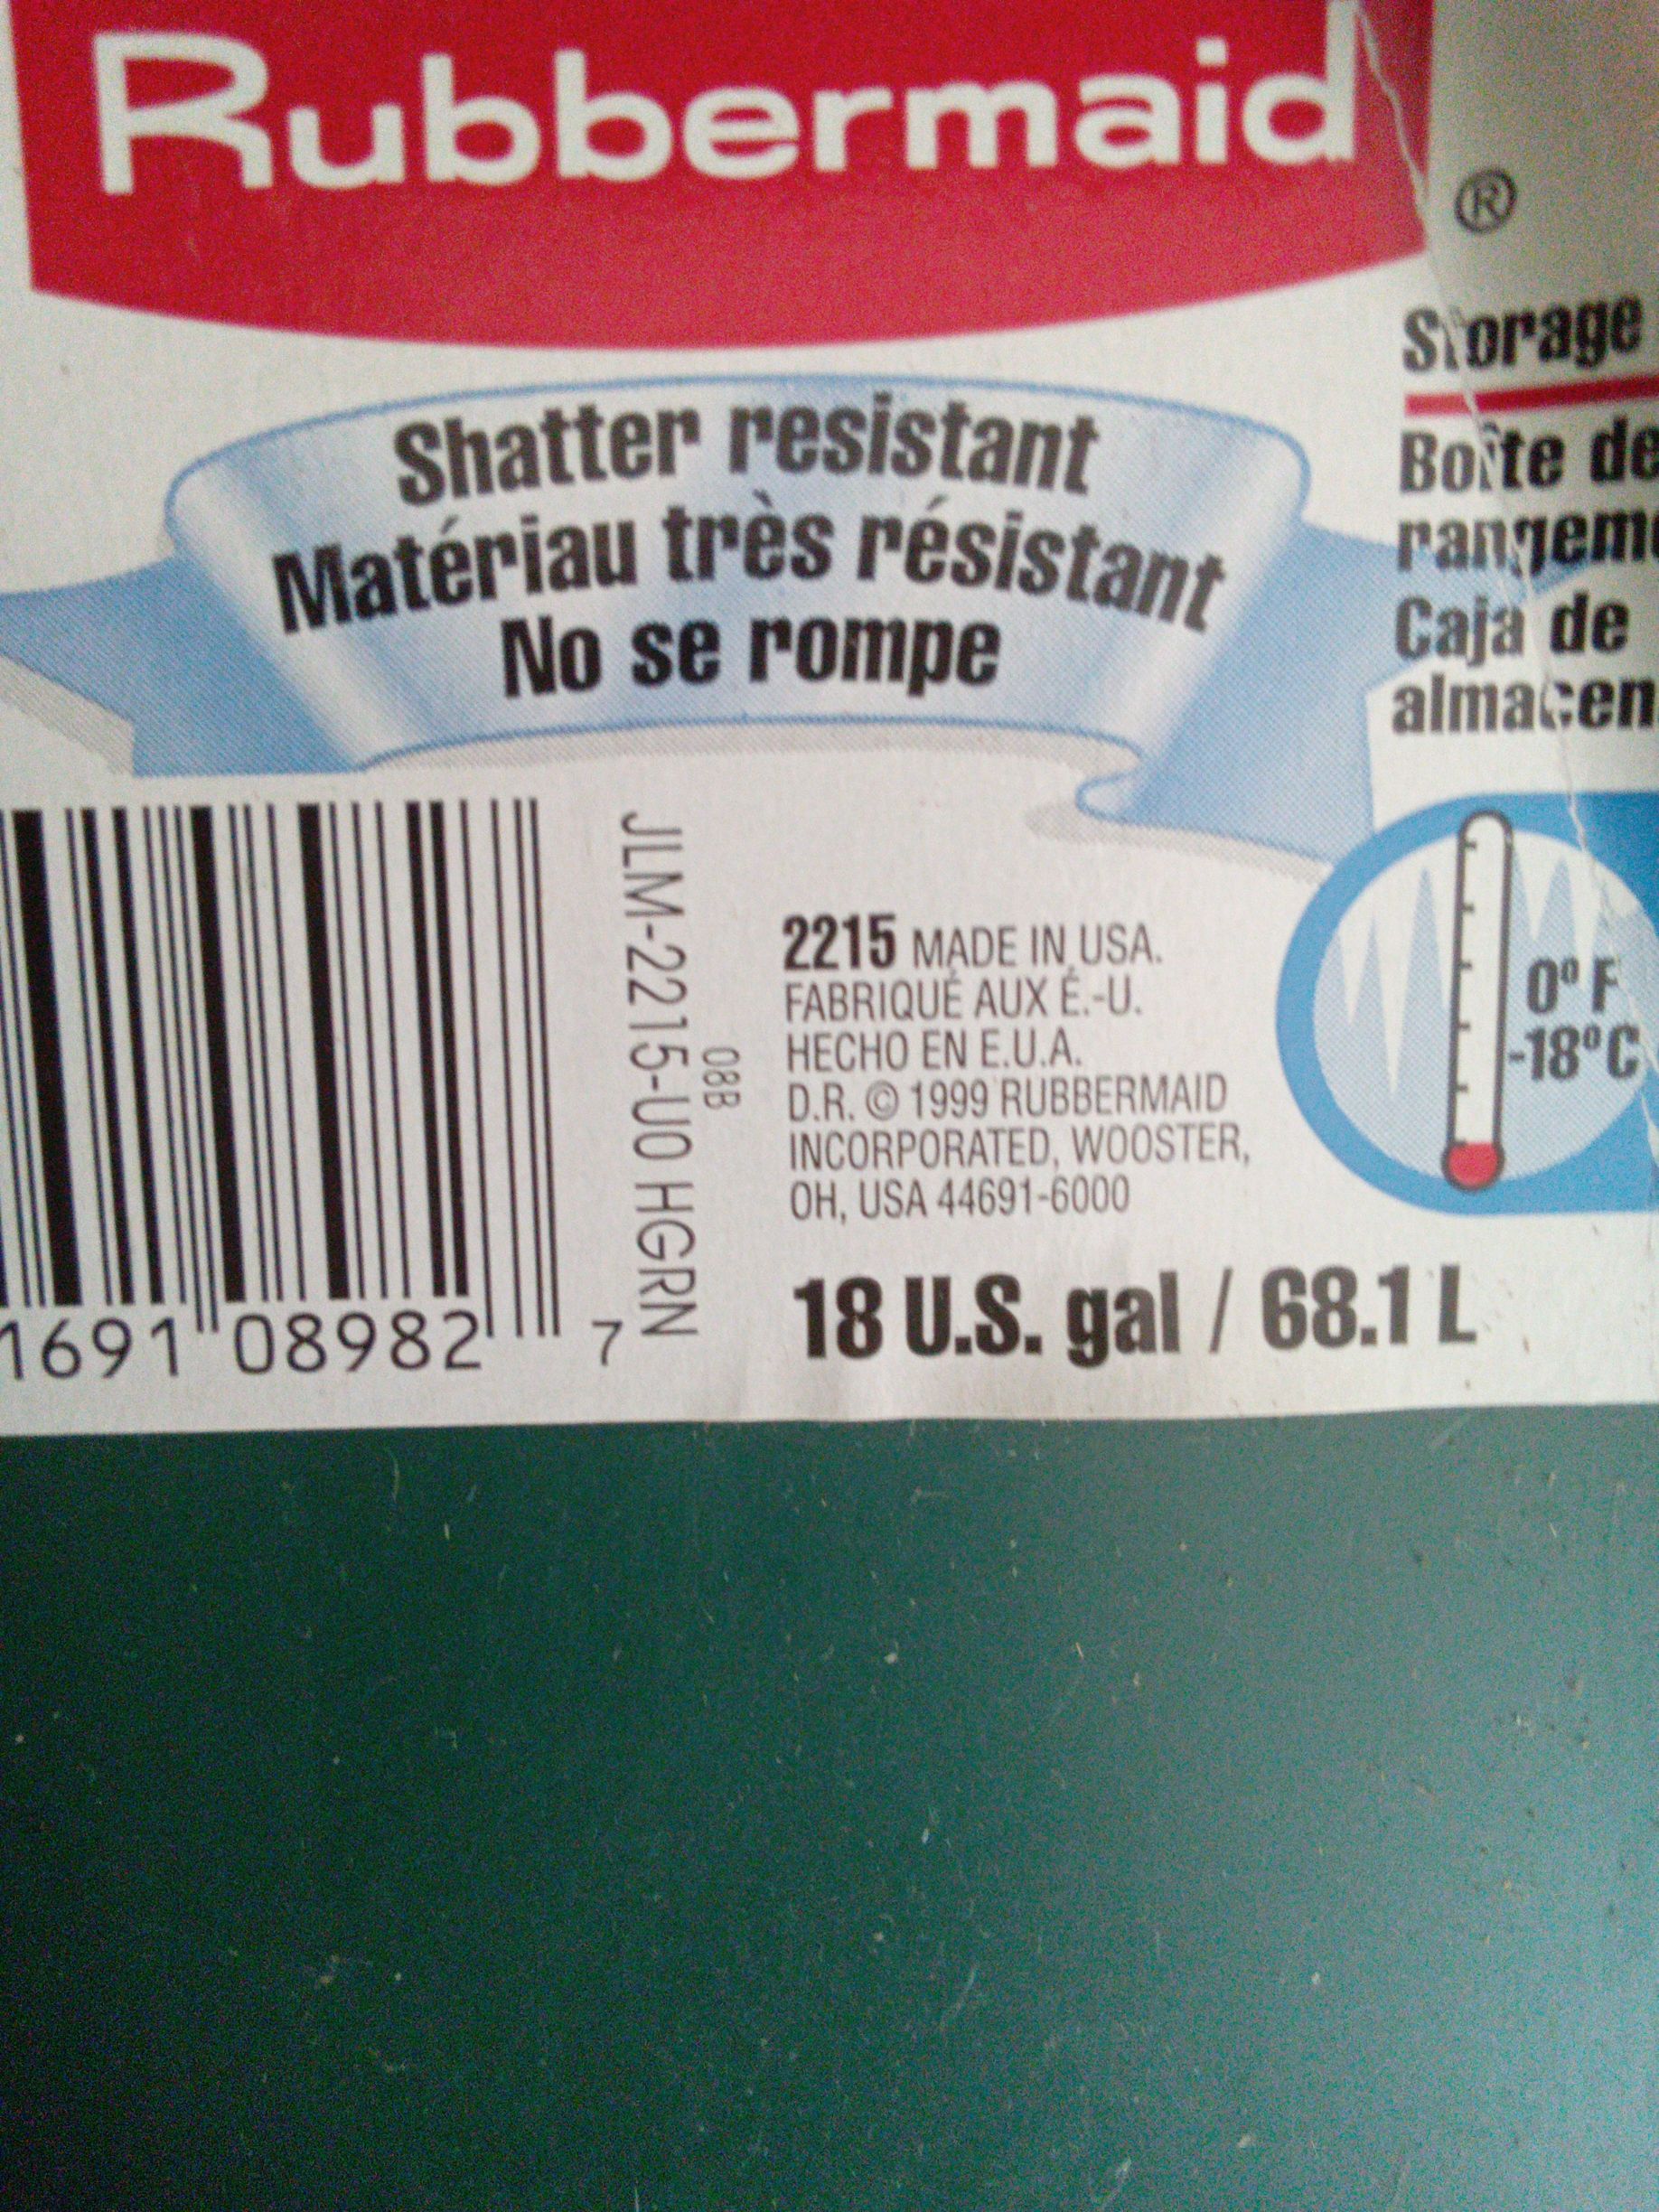 Rubbermaid
®
Shatter resistant
Matériau très résistant
No se rompe
Storage
Boîte de
Caja de
JLM-2215-U0 HGRN
08B
2215 MADE IN USA.
FABRIQUÉ AUX É.-U.
HECHO EN E.U.A.
D.R. © 1999 RUBBERMAID
INCORPORATED, WOOSTER,
OH, USA 44691-6000
0° F
-18°C
18 U.S. gal / 68.1 L
1691 08982 7